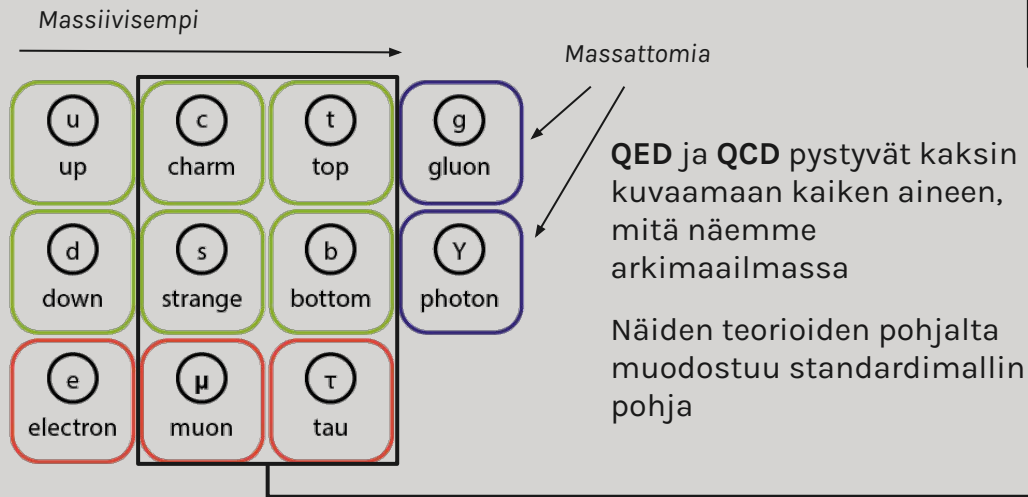 Massiivisempi
Massattomia
u c t g
up charm top gluon
d s b γ
down strange bottom photon
e μ τ
electron muon tau
QED ja QCD pystyvät kaksin
kuvaamaan kaiken aineen,
mitä näemme
arkimaailmassa
Näiden teorioiden pohjalta
muodostuu standardimallin
pohja